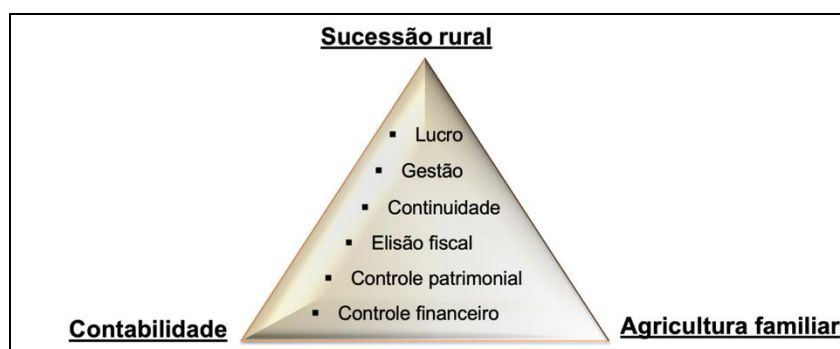 Sucessão rural
▪ Lucro
▪ Gestão
▪ Continuidade
▪ Elisão fiscal
▪ Controle patrimonial
▪ Controle financeiro
Contabilidade
Agricultura familiar